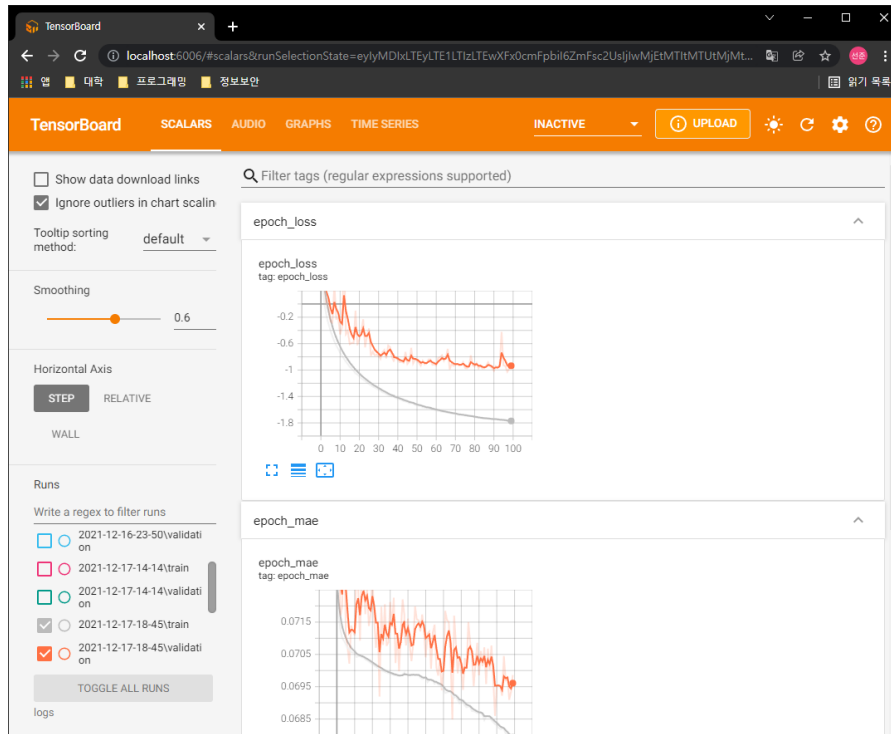 TensorBoard
localhost:6006/#scalars&runSelectionState=eyIyMDIxLTEyLTE1LTIzLTEwXFx0cmFpbiI6ZmFsc2UsIjIwMjEtMTItMTUtMjMt...
선준
앱 대학 프로그래밍 정보보안 읽기 목록
TensorBoard SCALARS AUDIO GRAPHS TIME SERIES INACTIVE UPLOAD
Show data download links
Ignore outliers in chart scalin
Tooltip sorting
method:
default
Smoothing
0.6
Horizontal Axis
STEP RELATIVE
WALL
Runs
Write a regex to filter runs
2021-12-16-23-50\validati
on
2021-12-17-14-14\train
2021-12-17-14-14\validati
on
2021-12-17-18-45\train
2021-12-17-18-45\validati
on
TOGGLE ALL RUNS
logs
Filter tags (regular expressions supported)
epoch_loss
epoch_loss
tag: epoch_loss
-0.2
-0.6
-1
-1.4
-1.8
0 10 20 30 40 50 60 70 80 90 100
epoch_mae
epoch_mae
tag: epoch_mae
0.0715
0.0705
0.0695
0.0685